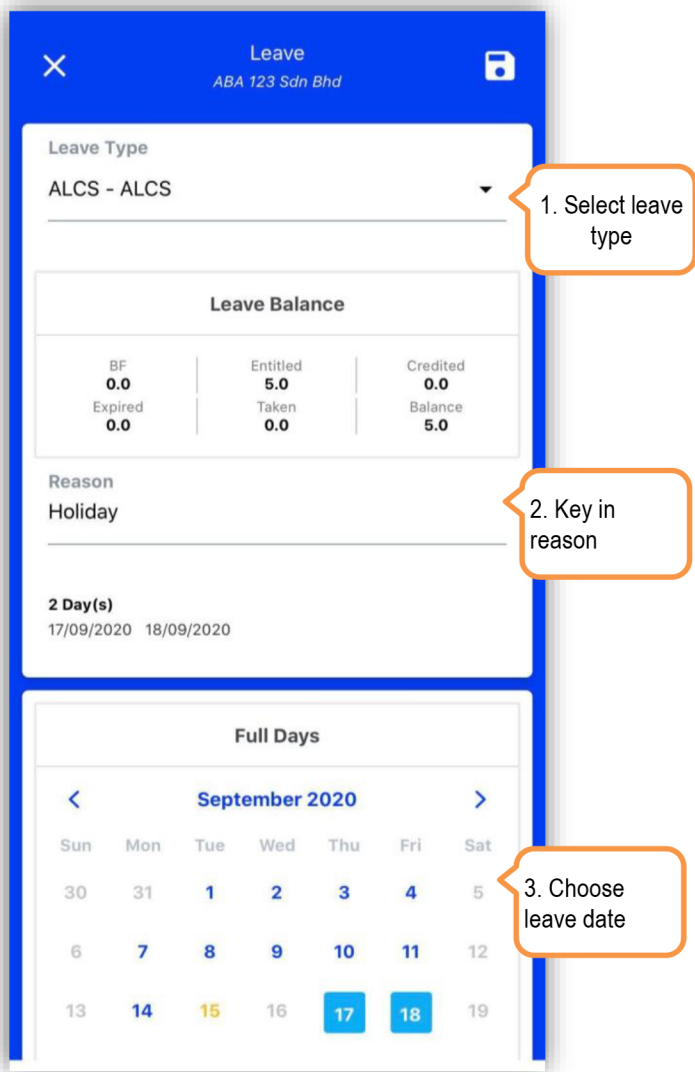 Leave
ABA 123 Sdn Bhd
Leave Type
ALCS - ALCS
1. Select leave
type
Leave Balance
BF Entitled Credited
0.0 5.0 0.0
Expired Taken Balance
0.0 0.0 5.0
Reason
Holiday
2. Key in
reason
2 Day(s)
17/09/2020 18/09/2020
Full Days
September 2020
Sun Mon Tue Wed Thu Fri Sat
30 31 1 2 3 4 5
3. Choose
leave date
6 7 8 9 10 11 12
13 14 15 16 17 18 19